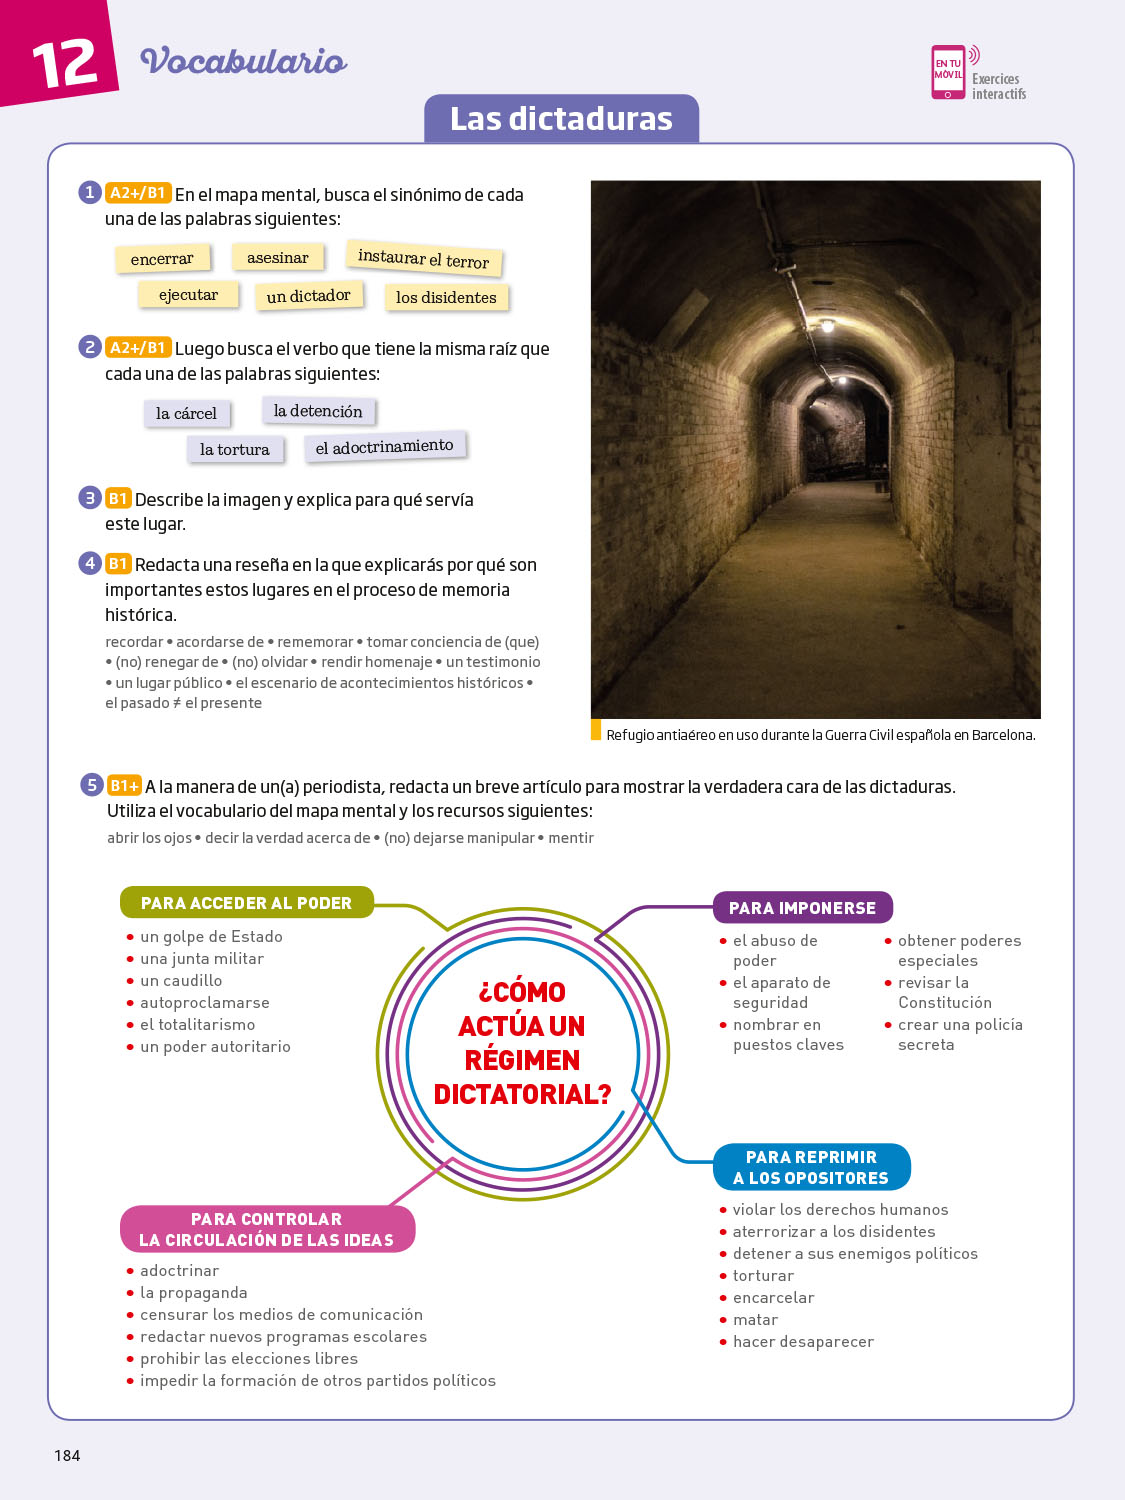 12
Vocabulario
EN TU
MÓVIL
Exercices
interactifs
Las dictaduras
1 A2+/B1 En el mapa mental, busca el sinónimo de cada
una de las palabras siguientes:
encerrar
asesinar
instaurar el terror
ejecutar
un dictador
los disidentes
2 A2+/B1 Luego busca el verbo que tiene la misma raíz que
cada una de las palabras siguientes:
la cárcel
la detención
la tortura
el adoctrinamiento
3 B1 Describe la imagen y explica para qué servía
este lugar.
4 B1 Redacta una reseña en la que explicarás por qué son
importantes estos lugares en el proceso de memoria
histórica.
recordar • acordarse de • rememorar • tomar conciencia de (que)
• (no) renegar de • (no) olvidar • rendir homenaje • un testimonio
• un lugar público • el escenario de acontecimientos históricos •
el pasado ≠ el presente
Refugio antiaéreo en uso durante la Guerra Civil española en Barcelona.
5 B1+ A la manera de un(a) periodista, redacta un breve artículo para mostrar la verdadera cara de las dictaduras.
Utiliza el vocabulario del mapa mental y los recursos siguientes:
abrir los ojos • decir la verdad acerca de • (no) dejarse manipular • mentir
PARA ACCEDER AL PODER
• un golpe de Estado
• una junta militar
• un caudillo
• autoproclamarse
• el totalitarismo
• un poder autoritario
¿CÓMO
ACTÚA UN
RÉGIMEN
DICTATORIAL?
PARA IMPONERSE
• el abuso de
poder
• el aparato de
seguridad
• nombrar en
puestos claves
• obtener poderes
especiales
• revisar la
Constitución
• crear una policía
secreta
PARA CONTROLAR
LA CIRCULACIÓN DE LAS IDEAS
• adoctrinar
• la propaganda
• censurar los medios de comunicación
• redactar nuevos programas escolares
• prohibir las elecciones libres
• impedir la formación de otros partidos políticos
PARA REPRIMIR
A LOS OPOSITORES
• violar los derechos humanos
• aterrorizar a los disidentes
• detener a sus enemigos políticos
• torturar
• encarcelar
• matar
• hacer desaparecer
184